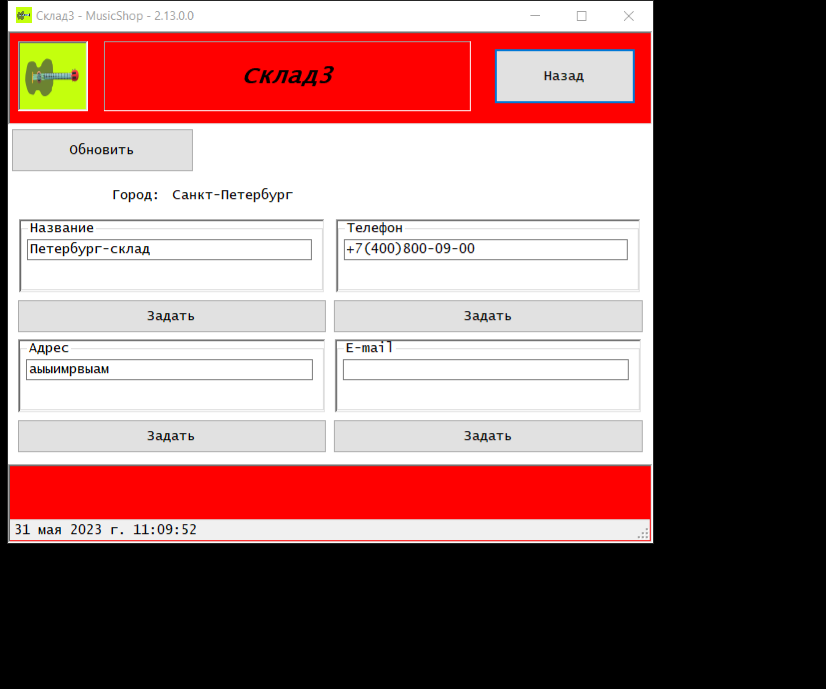 Склад3 - MusicShop - 2.13.0.0
Склад3
Назад
Обновить
Город: Санкт-Петербург
Название
Петербург-склад
Телефон
+7(400)800-09-00
Задать
Задать
Адрес
аыыимрвыам
E-mail
Задать
Задать
31 мая 2023 г. 11:09:52